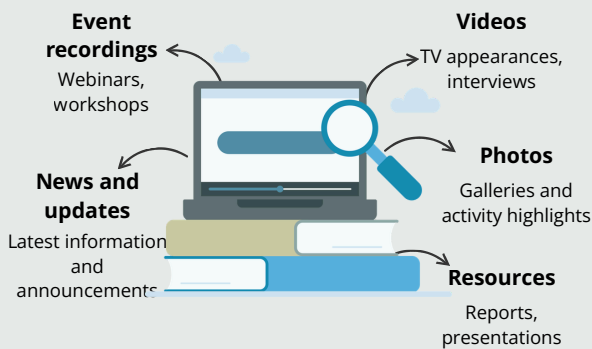 Event
recordings
Webinars,
workshops
News and
updates
Latest information
and
announcements
Videos
TV appearances,
interviews
Photos
Galleries and
activity highlights
Resources
Reports,
presentations